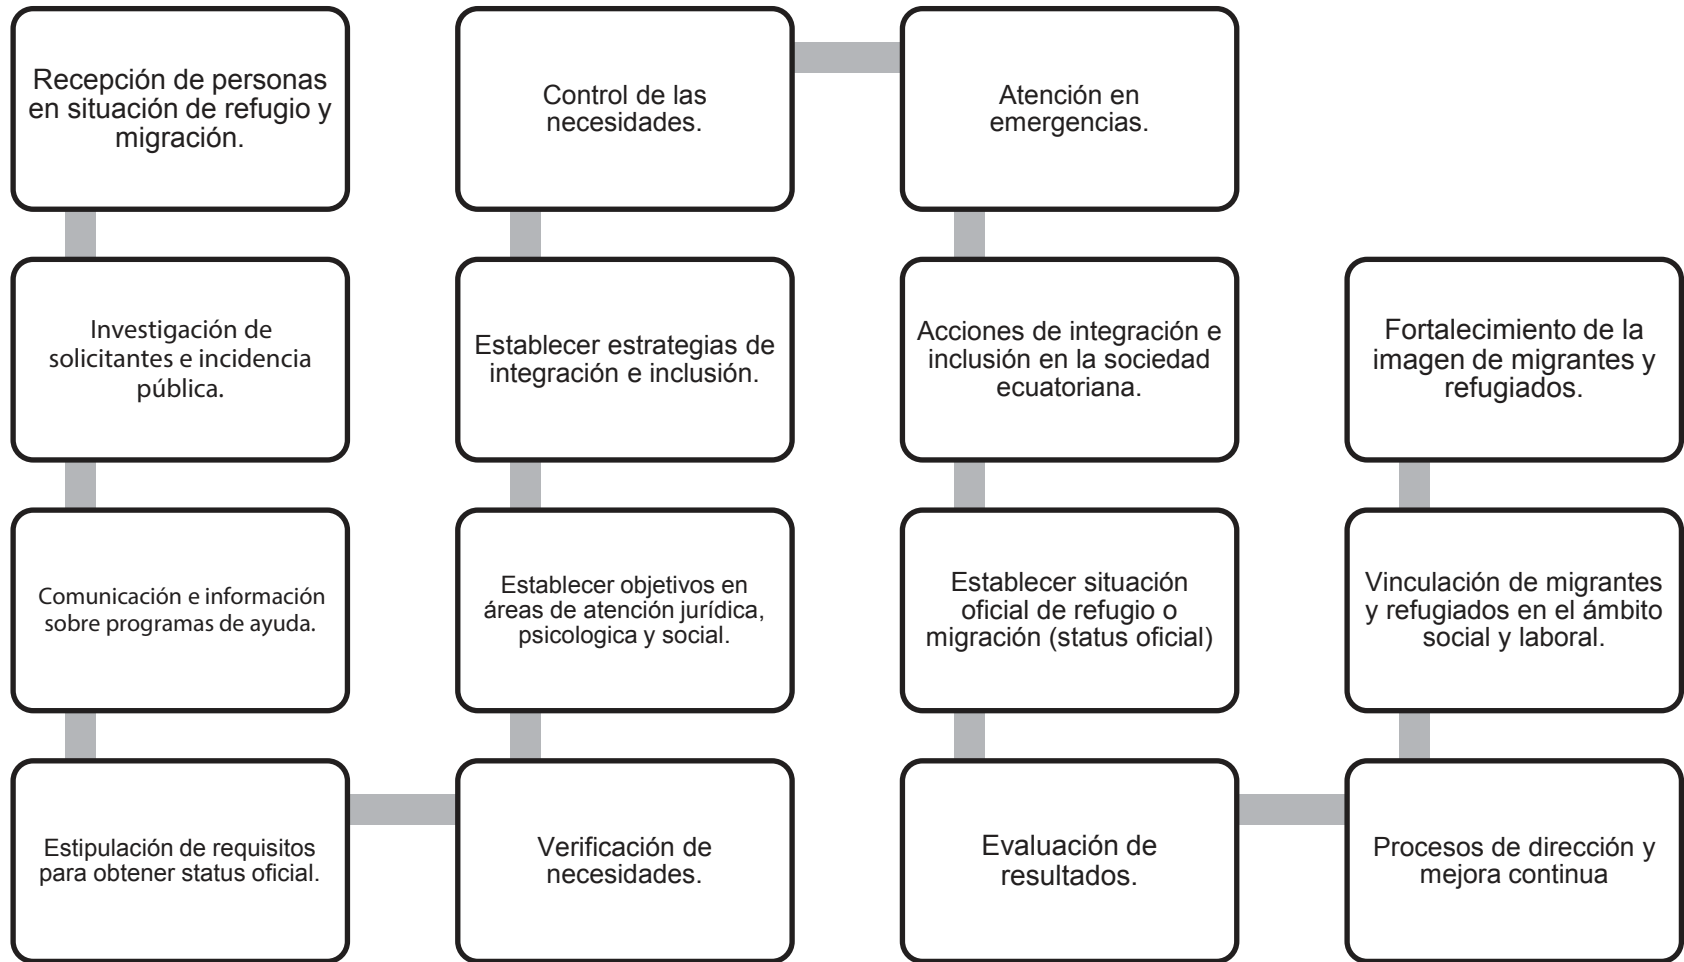 Recepción de personas
en situación de refugio y
migración.
Investigación de
solicitantes e incidencia
pública.
Comunicación e información
sobre programas de ayuda.
Estipulación de requisitos
para obtener status oficial.
Verificación de
necesidades.
Establecer objetivos en
áreas de atención jurídica,
psicologica y social.
Establecer estrategias de
integración e inclusión.
Control de las
necesidades.
Atención en
emergencias.
Acciones de integración e
inclusión en la sociedad
ecuatoriana.
Establecer situación
oficial de refugio o
migración (status oficial)
Evaluación de
resultados.
Procesos de dirección y
mejora continua
Vinculación de migrantes
y refugiados en el ámbito
social y laboral.
Fortalecimiento de la
imagen de migrantes y
refugiados.